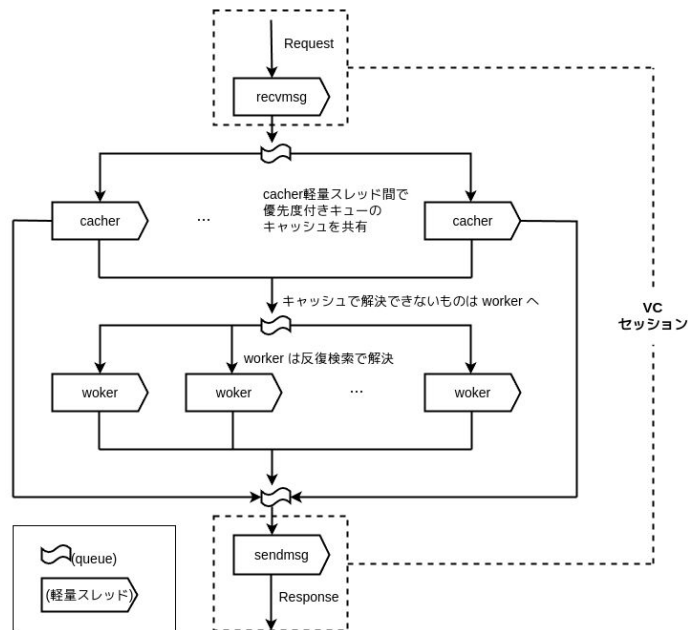 Request
recvmsg
cacher
...
cacher軽量スレッド間で
優先度付きキューの
キャッシュを共有
cacher
キャッシュで解決できないものは worker へ
VC
セッション
worker は反復検索で解決
woker
woker
...
woker
(queue)
(軽量スレッド)
sendmsg
Response